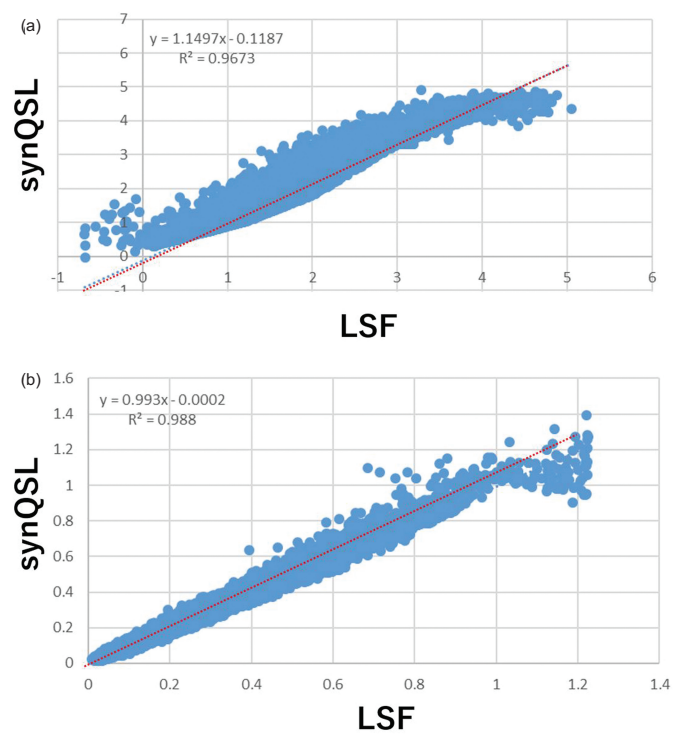 (a)
7
y = 1.1497x - 0.1187
R² = 0.9673
6
5
4
3
2
1
0
-1
-1 0 1 2 3 4 5 6
synQSL
LSF
(b)
1.6
y = 0.993x - 0.0002
R² = 0.988
1.4
1.2
1
0.8
0.6
0.4
0.2
0
0 0.2 0.4 0.6 0.8 1 1.2 1.4
synQSL
LSF